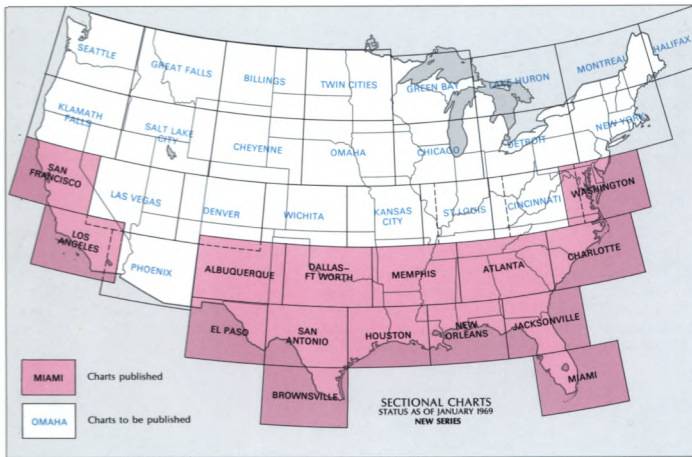 SEATTLE
GREAT FALLS
BILLINGS
TWIN CITIES
GREEN BAY
LAKE HURON
MONTREAL
HALIFAX
KLAMATH
FALLS
SALT LAKE
CITY
CHEYENNE
OMAHA
CHICAGO
DETROIT
NEW YORK
SAN
FRANCISCO
LAS VEGAS
DENVER
WICHITA
KANSAS
CITY
ST LOUIS
CINCINNATI
WASHINGTON
LOS
ANGELES
PHOENIX
ALBUQUERQUE
DALLAS–
FT WORTH
MEMPHIS
ATLANTA
CHARLOTTE
EL PASO
SAN
ANTONIO
HOUSTON
NEW
ORLEANS
JACKSONVILLE
BROWNSVILLE
MIAMI
MIAMI Charts published
OMAHA Charts to be published
SECTIONAL CHARTS
STATUS AS OF JANUARY 1969
NEW SERIES